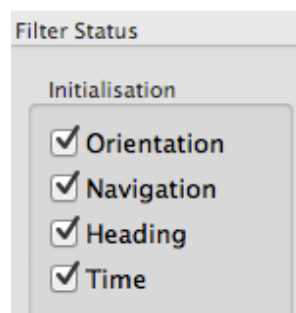 Filter Status
Initialisation
Orientation
Navigation
Heading
Time